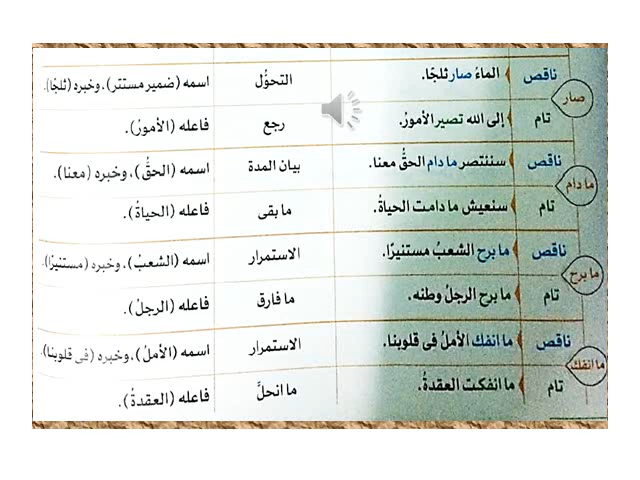 صار
ناقص الماءُ صار ثلجًا. التحوُّل اسمه (ضمير مستتر)، وخبره (ثلجًا).
تام إلى الله تصير الأمورُ. رجع فاعله (الأمورُ).
ما دام
ناقص سننتصر ما دام الحقُّ معنا. بيان المدة اسمه (الحقُّ)، وخبره (معنا).
تام سنعيش ما دامت الحياةُ. ما بقى فاعله (الحياةُ).
ما برح
ناقص ما برح الشعبُ مستنيرًا. الاستمرار اسمه (الشعبُ)، وخبره (مستنيرًا).
تام ما برح الرجلُ وطنه. ما فارق فاعله (الرجلُ).
ما انفك
ناقص ما انفك الأملُ فى قلوبنا. الاستمرار اسمه (الأملُ)، وخبره (فى قلوبنا).
تام ما انفكت العقدةُ. ما انحلَّ فاعله (العقدةُ).